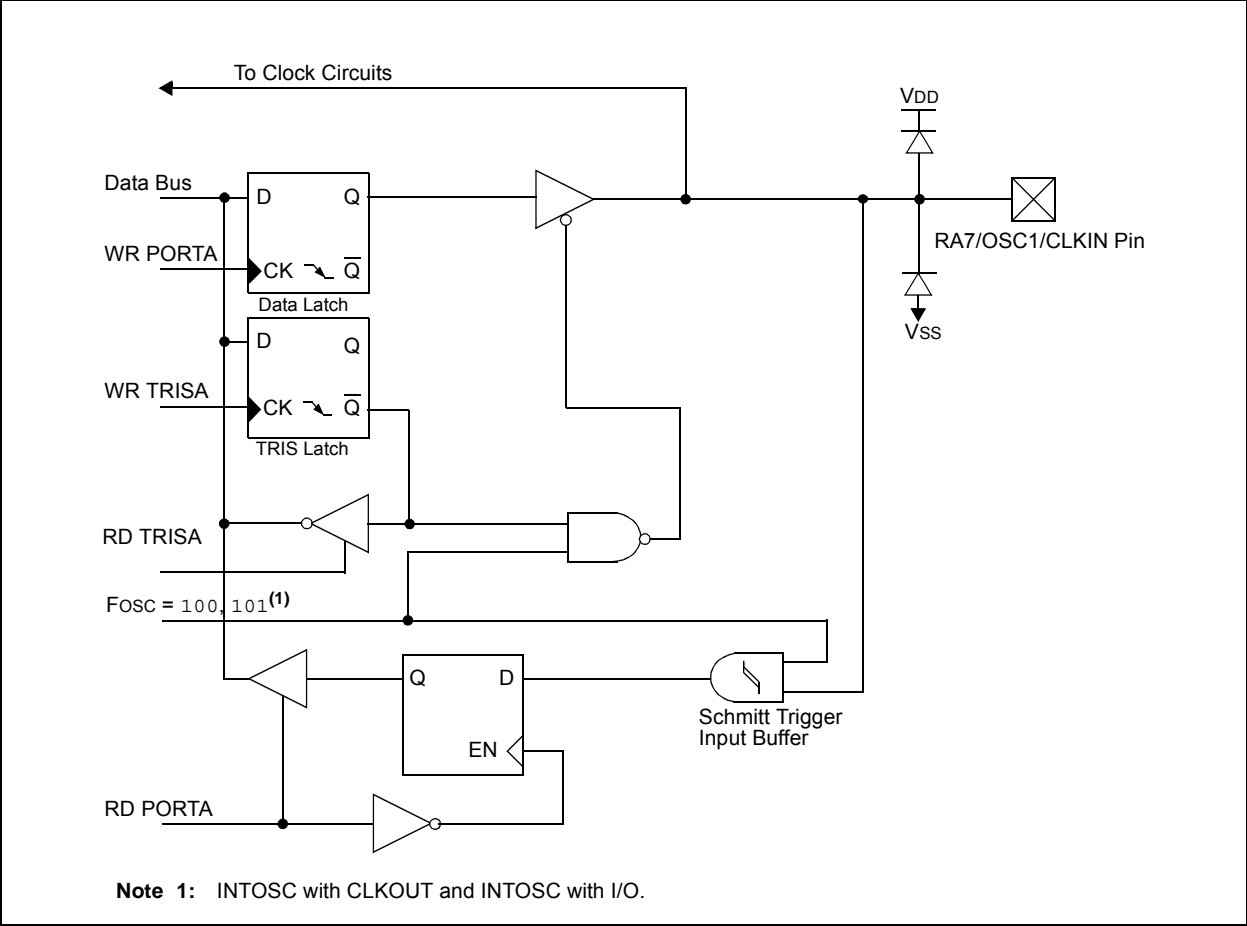 To Clock Circuits
VDD
Data Bus
D
Q
RA7/OSC1/CLKIN Pin
WR PORTA
CK
Q̅
Data Latch
VSS
D
Q
WR TRISA
CK
Q̅
TRIS Latch
RD TRISA
FOSC = 100, 101(1)
Q
D
Schmitt Trigger
Input Buffer
EN
RD PORTA
Note 1: INTOSC with CLKOUT and INTOSC with I/O.